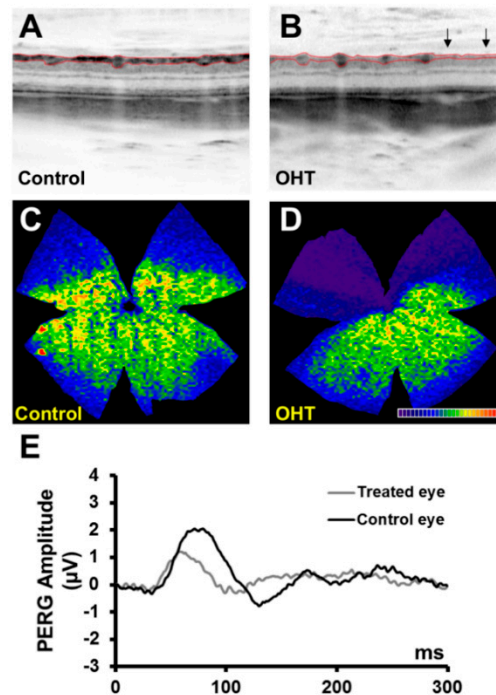 A
B
Control
OHT
C
D
Control
OHT
E
PERG Amplitude
(µV)
4
3
2
1
0
-1
-2
-3
Treated eye
Control eye
ms
0
100
200
300